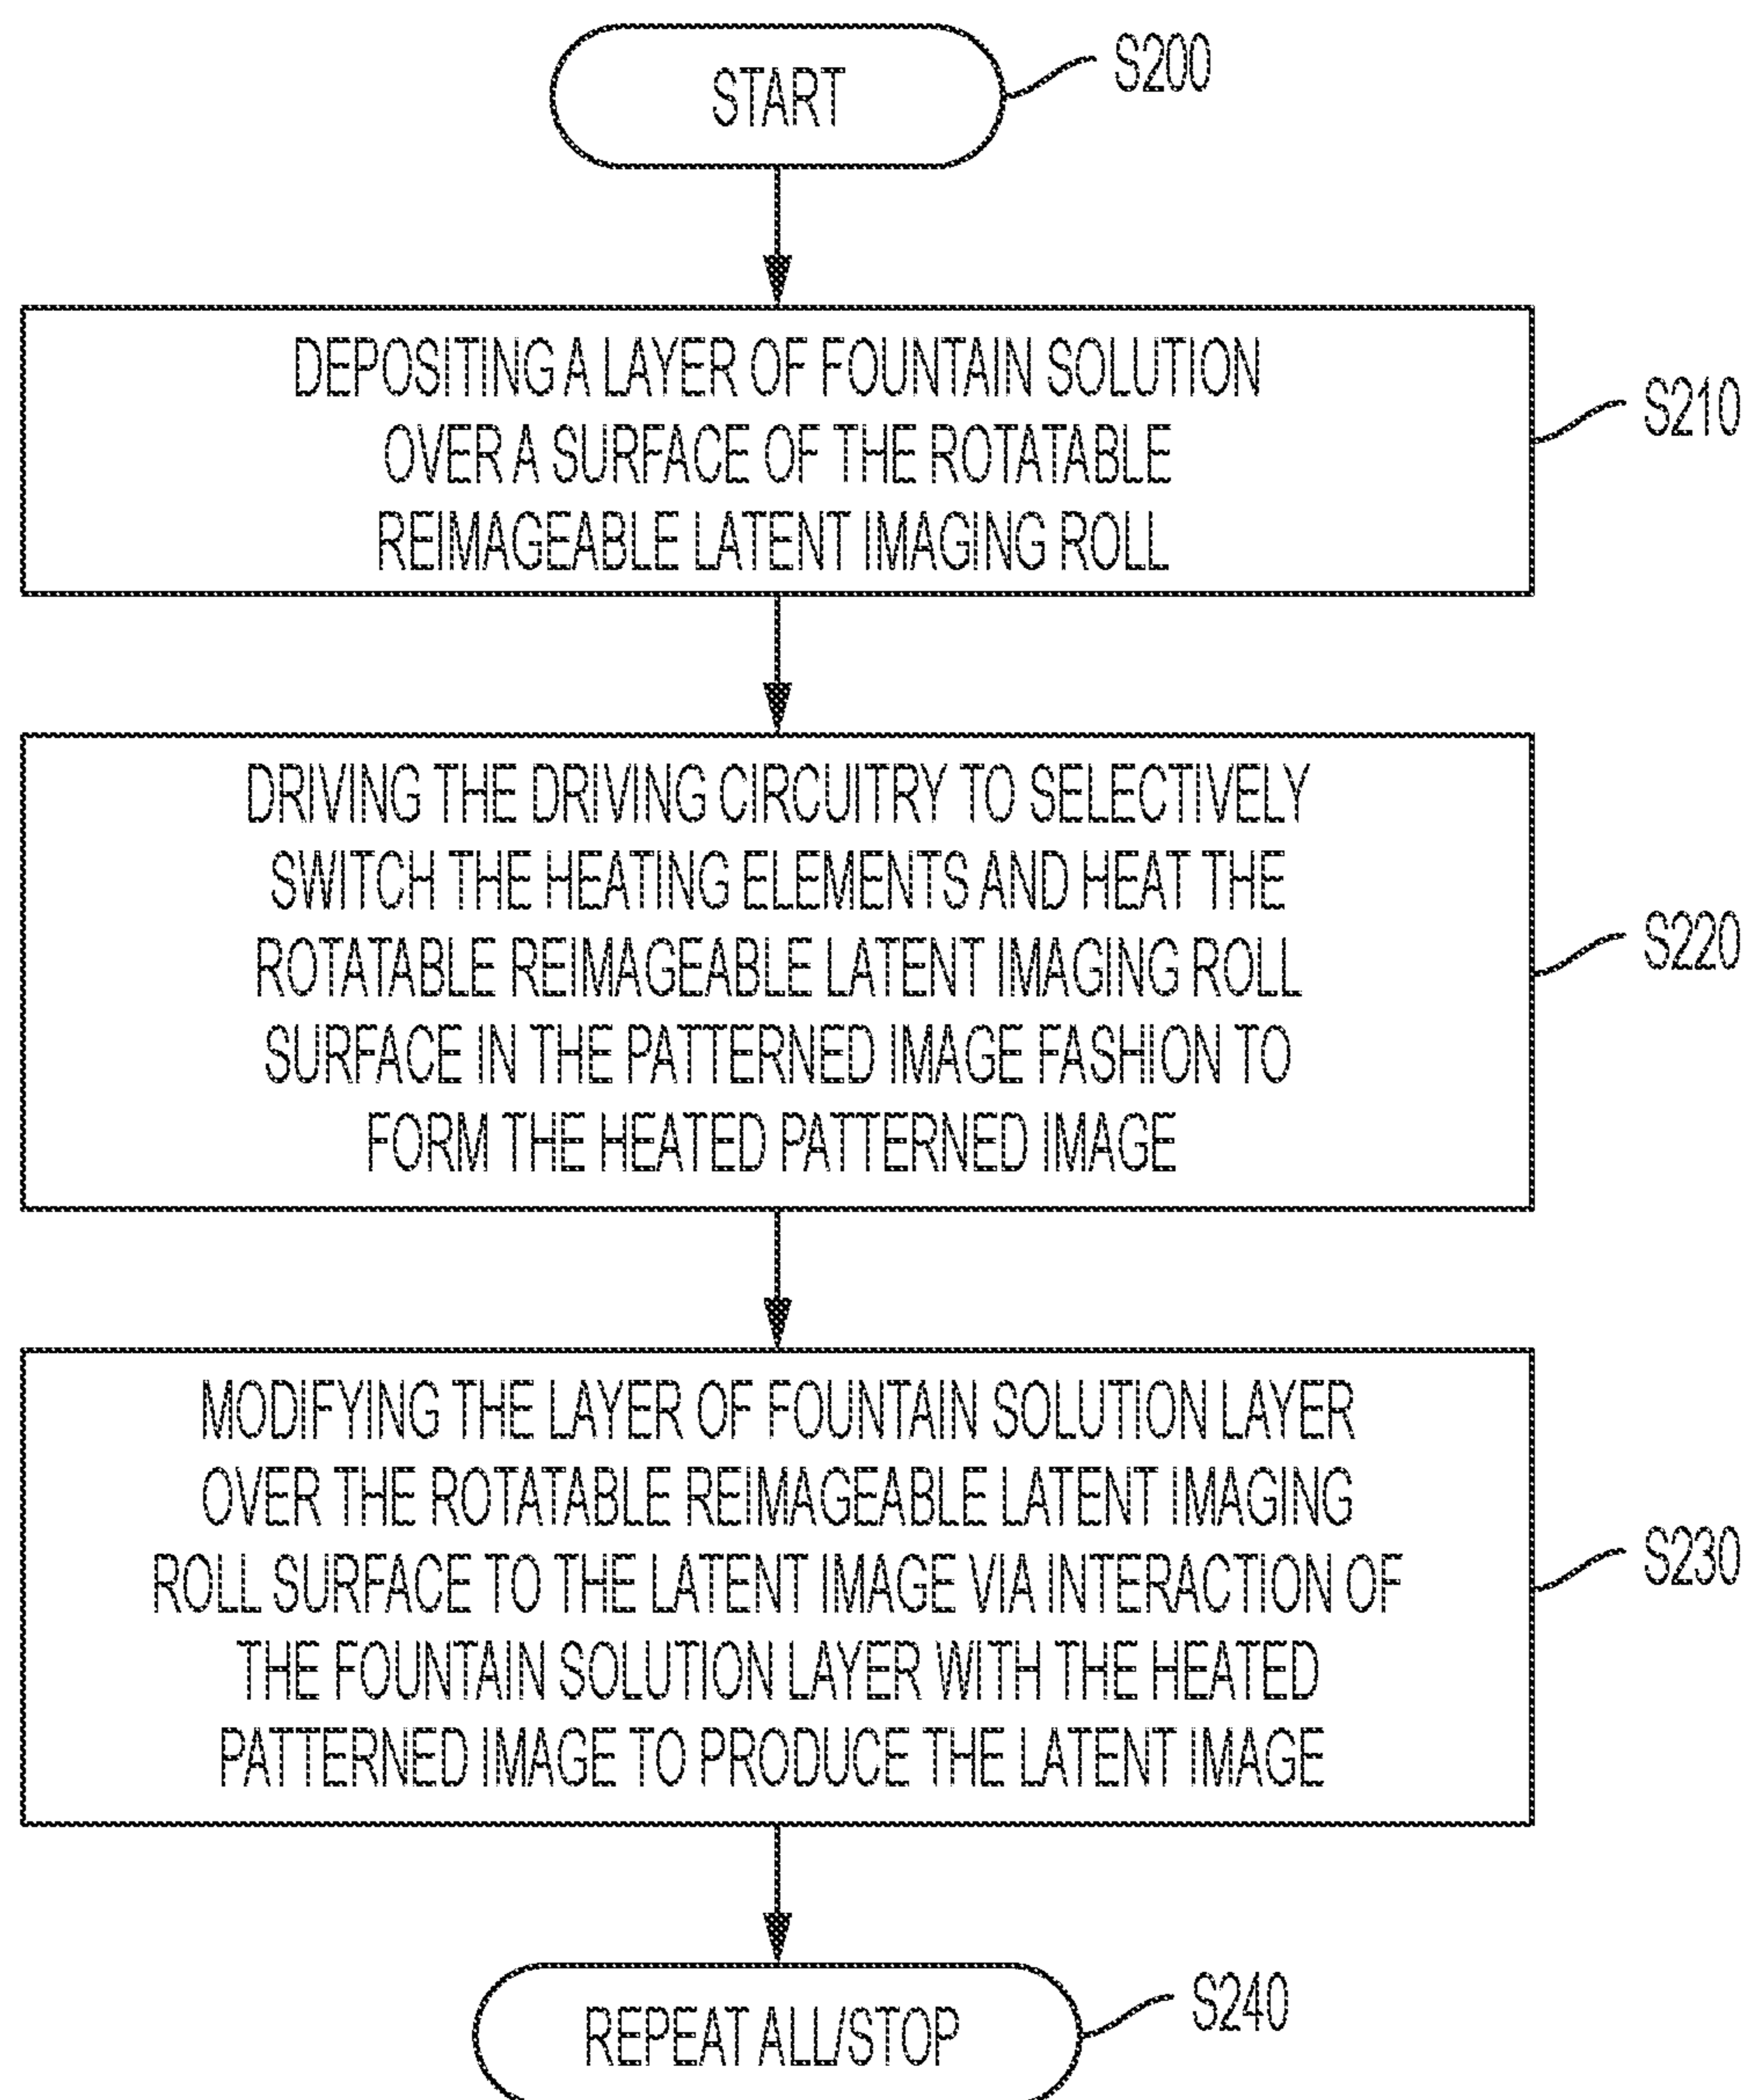 START
S200
DEPOSITING A LAYER OF FOUNTAIN SOLUTION
OVER A SURFACE OF THE ROTATABLE
REIMAGEABLE LATENT IMAGING ROLL
S210
DRIVING THE DRIVING CIRCUITRY TO SELECTIVELY
SWITCH THE HEATING ELEMENTS AND HEAT THE
ROTATABLE REIMAGEABLE LATENT IMAGING ROLL
SURFACE IN THE PATTERNED IMAGE FASHION TO
FORM THE HEATED PATTERNED IMAGE
S220
MODIFYING THE LAYER OF FOUNTAIN SOLUTION LAYER
OVER THE ROTATABLE REIMAGEABLE LATENT IMAGING
ROLL SURFACE TO THE LATENT IMAGE VIA INTERACTION OF
THE FOUNTAIN SOLUTION LAYER WITH THE HEATED
PATTERNED IMAGE TO PRODUCE THE LATENT IMAGE
S230
REPEAT ALL/STOP
S240